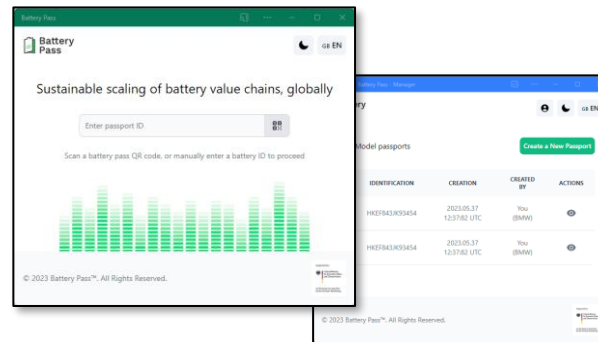 Battery Pass
Battery
Pass
GB EN
Sustainable scaling of battery value chains, globally
Enter passport ID
Scan a battery pass QR code, or manually enter a battery ID to proceed
© 2023 Battery Pass™. All Rights Reserved.
Battery Pass - Manager
ry
GB EN
Model passports
Create a New Passport
IDENTIFICATION CREATION CREATED BY ACTIONS
HKEF843JK93454 2023.05.37 12:37:02 UTC You (BMW)
HKEF843JK93454 2023.05.37 12:37:02 UTC You (BMW)
© 2023 Battery Pass™. All Rights Reserved.